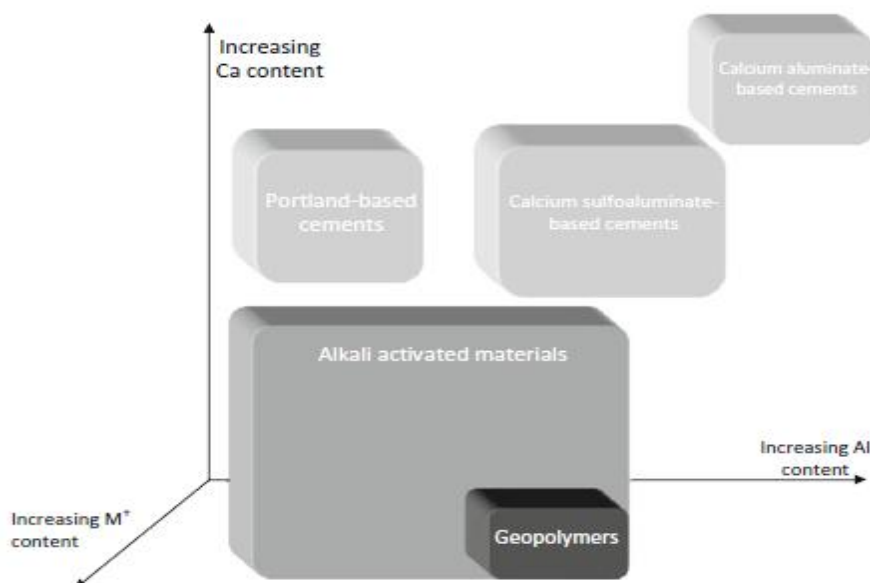 Increasing
Ca content
Calcium aluminate-
based cements
Portland-based
cements
Calcium sulfoaluminate-
based cements
Alkali activated materials
Increasing Al
content
Increasing M⁺
content
Geopolymers